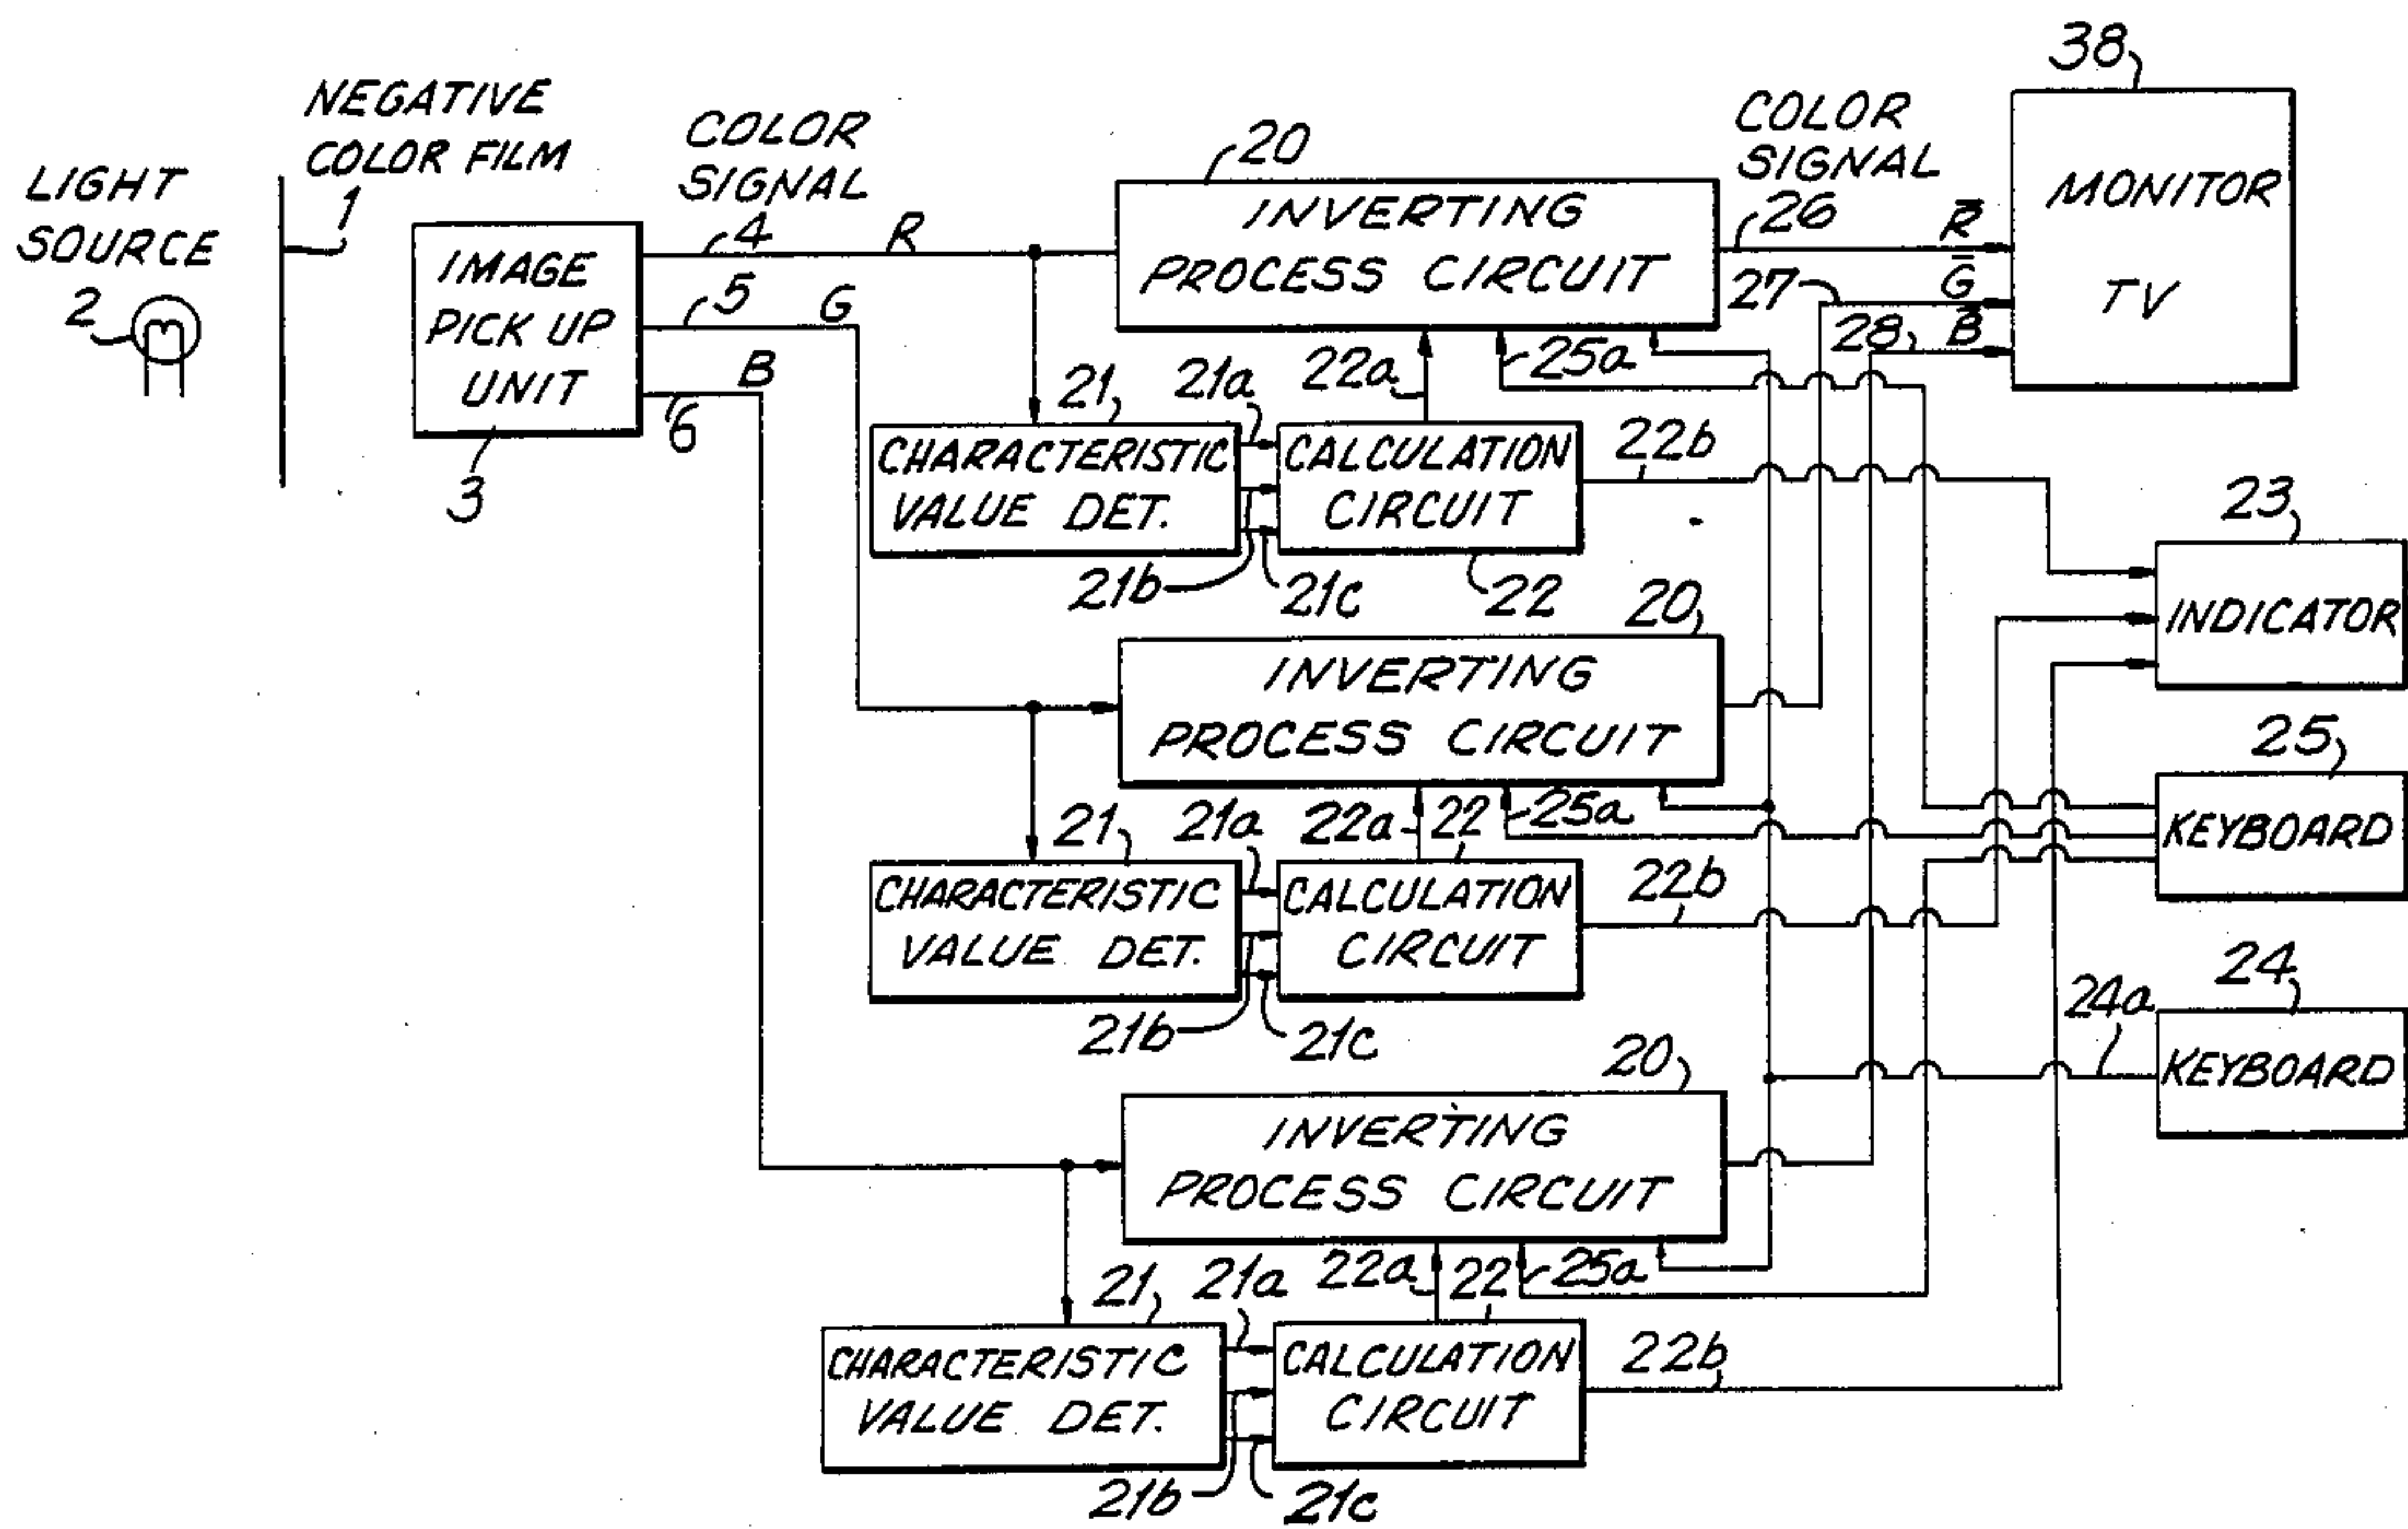 38
NEGATIVE
COLOR FILM
1
LIGHT
SOURCE
2
COLOR
SIGNAL
4
R
5
G
B
6
IMAGE
PICK UP
UNIT
3
20
INVERTING
PROCESS CIRCUIT
COLOR
SIGNAL
26
R̅
27
G̅
28
B̅
MONITOR
TV
21
21a
22a
25a
CHARACTERISTIC
VALUE DET.
CALCULATION
CIRCUIT
22b
21b
21c
22
23
INDICATOR
20
INVERTING
PROCESS CIRCUIT
25
KEYBOARD
21
21a
22a
22
25a
CHARACTERISTIC
VALUE DET.
CALCULATION
CIRCUIT
22b
21b
21c
24
24a
KEYBOARD
20
INVERTING
PROCESS CIRCUIT
21
21a
22a
22
25a
CHARACTERISTIC
VALUE DET.
CALCULATION
CIRCUIT
22b
21b
21c